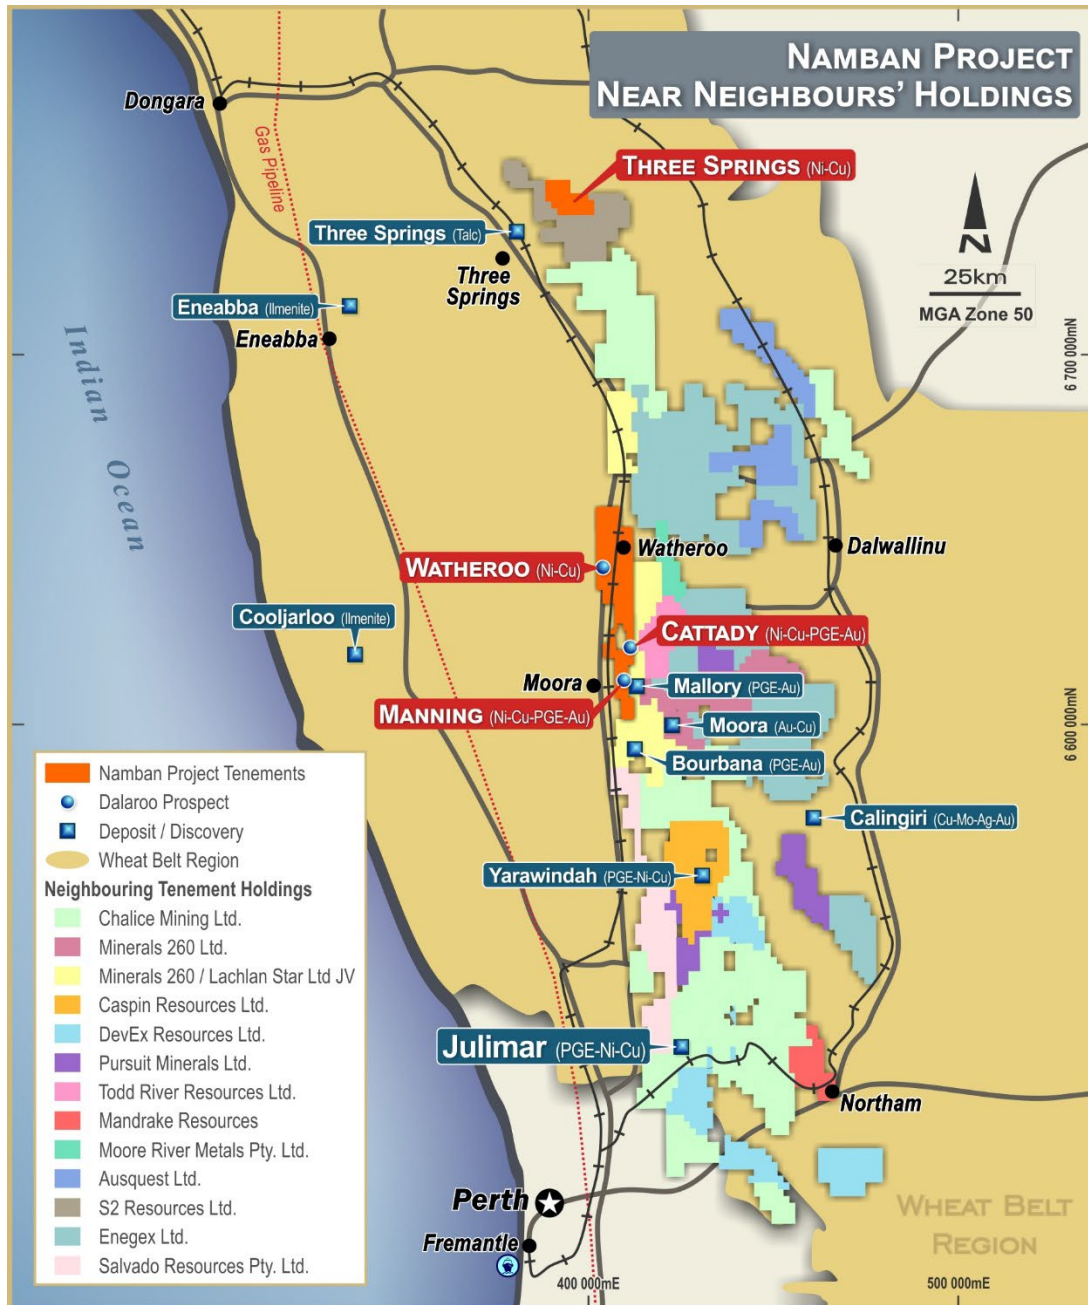 NAMBAN PROJECT
NEAR NEIGHBOURS' HOLDINGS
Dongara
Gas Pipeline
THREE SPRINGS (Ni-Cu)
Three Springs (Talc)
Three
Springs
N
25km
MGA Zone 50
Eneabba (Ilmenite)
Eneabba
6 700 000mN
Indian
Ocean
Watheroo
Dalwallinu
WATHEROO (Ni-Cu)
Cooljarloo (Ilmenite)
CATTADY (Ni-Cu-PGE-Au)
Moora
Mallory (PGE-Au)
MANNING (Ni-Cu-PGE-Au)
Moora (Au-Cu)
6 600 000mN
Bourbana (PGE-Au)
Calingiri (Cu-Mo-Ag-Au)
Yarawindah (PGE-Ni-Cu)
Julimar (PGE-Ni-Cu)
Northam
Perth
Fremantle
WHEAT BELT
REGION
400 000mE
500 000mE
Namban Project Tenements
Dalaroo Prospect
Deposit / Discovery
Wheat Belt Region
Neighbouring Tenement Holdings
Chalice Mining Ltd.
Minerals 260 Ltd.
Minerals 260 / Lachlan Star Ltd JV
Caspin Resources Ltd.
DevEx Resources Ltd.
Pursuit Minerals Ltd.
Todd River Resources Ltd.
Mandrake Resources
Moore River Metals Pty. Ltd.
Ausquest Ltd.
S2 Resources Ltd.
Enegex Ltd.
Salvado Resources Pty. Ltd.